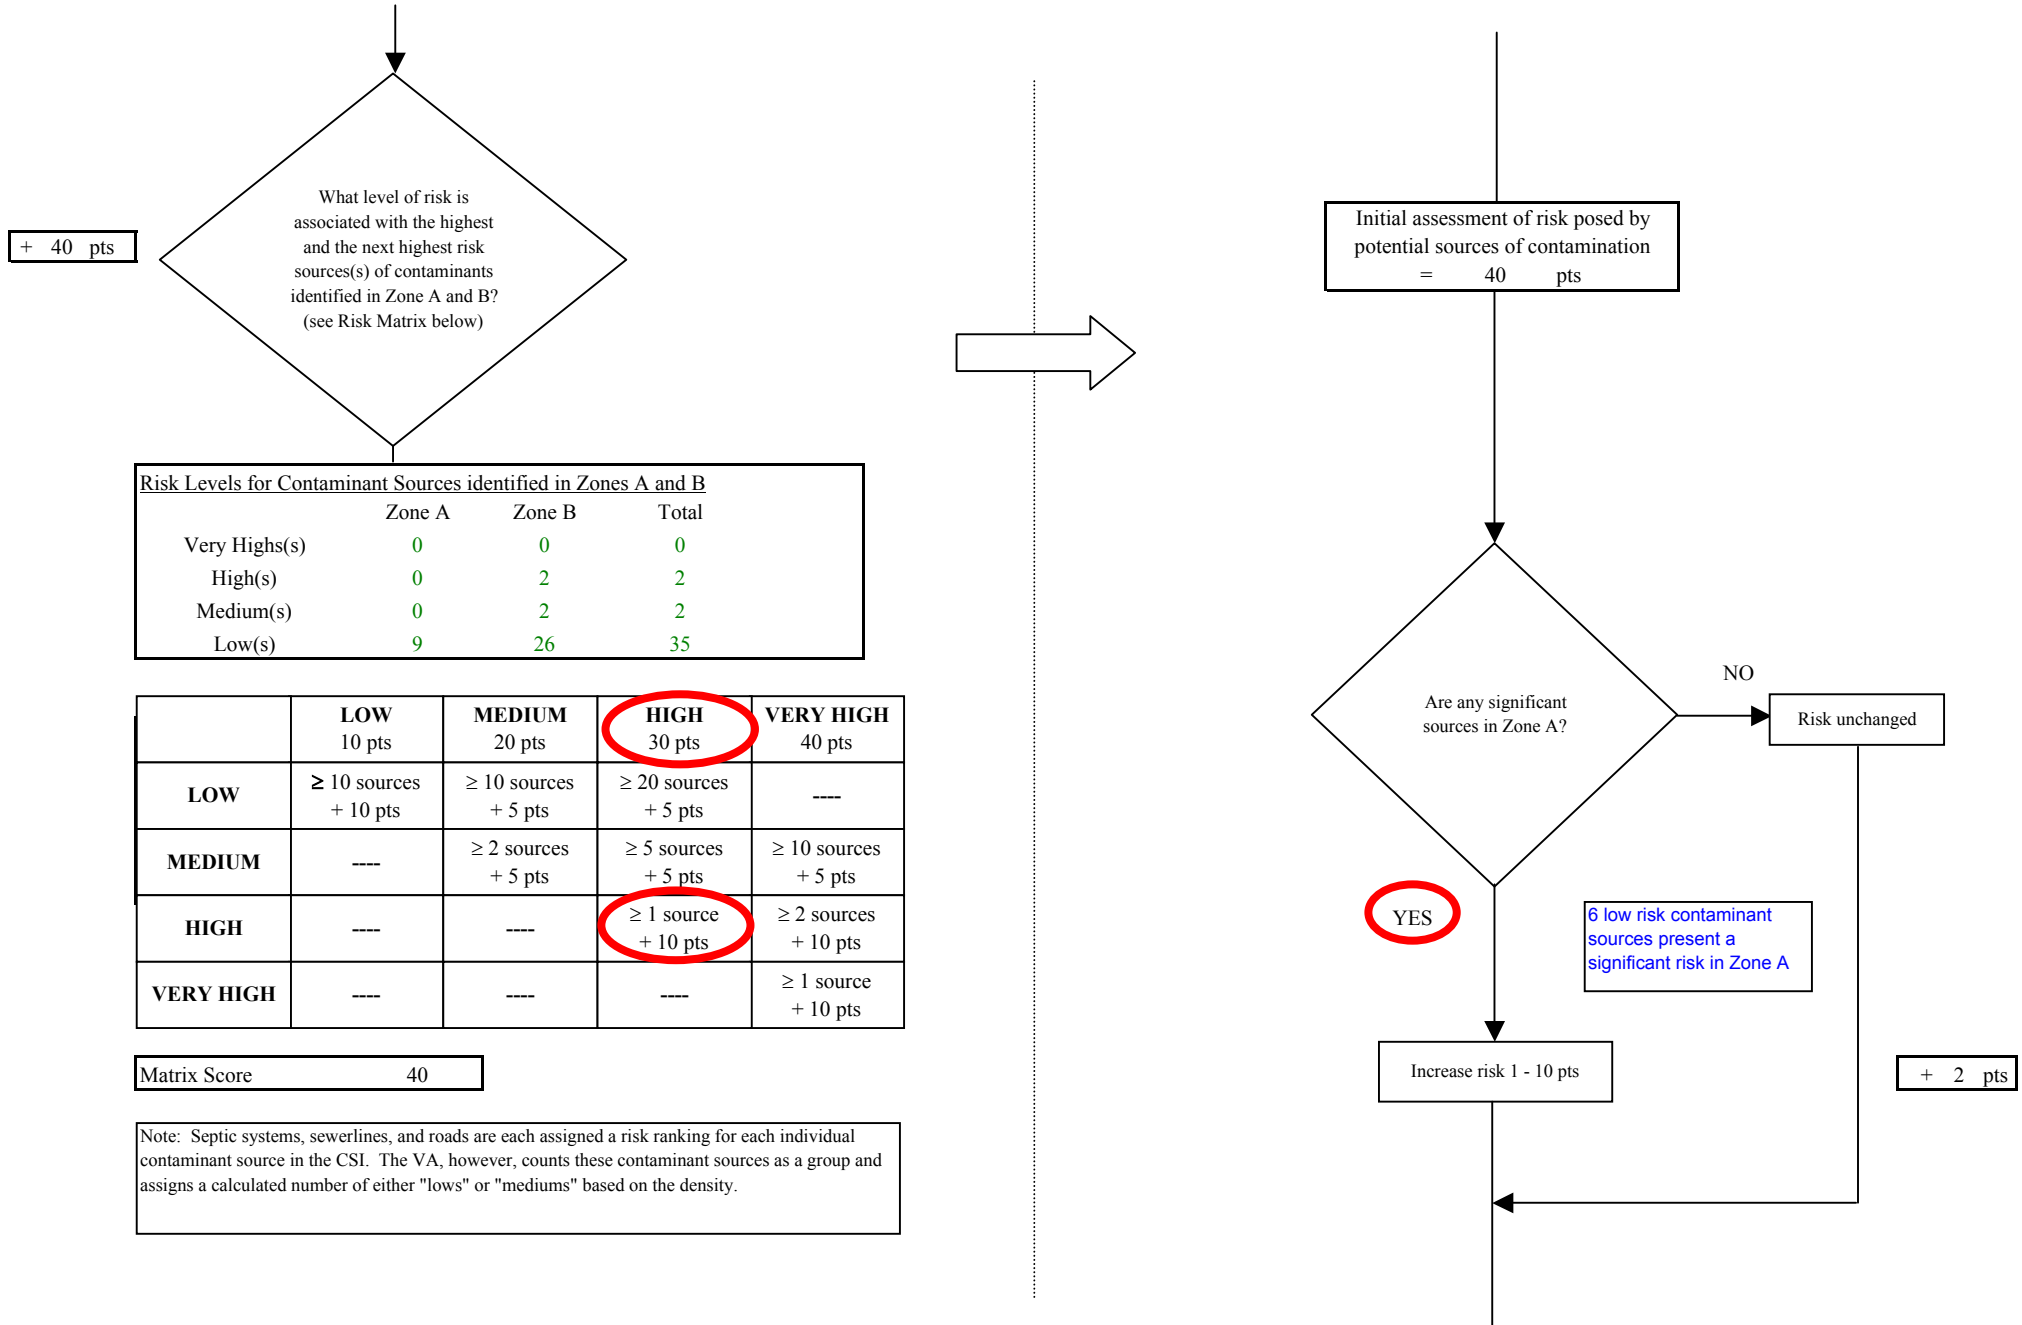 What level of risk is
associated with the highest
and the next highest risk
sources(s) of contaminants
identified in Zone A and B?
(see Risk Matrix below)
+ 40 pts
Risk Levels for Contaminant Sources identified in Zones A and B
Zone A Zone B Total
Very Highs(s) 0 0 0
High(s) 0 2 2
Medium(s) 0 2 2
Low(s) 9 26 35
LOW MEDIUM HIGH VERY HIGH
10 pts 20 pts 30 pts 40 pts
LOW ≥ 10 sources ≥ 10 sources ≥ 20 sources ----
+ 10 pts + 5 pts + 5 pts
MEDIUM ---- ≥ 2 sources ≥ 5 sources ≥ 10 sources
+ 5 pts + 5 pts + 5 pts
HIGH ---- ---- ≥ 1 source ≥ 2 sources
+ 10 pts + 10 pts
VERY HIGH ---- ---- ---- ≥ 1 source
+ 10 pts
Matrix Score 40
Note: Septic systems, sewerlines, and roads are each assigned a risk ranking for each individual
contaminant source in the CSI. The VA, however, counts these contaminant sources as a group and
assigns a calculated number of either "lows" or "mediums" based on the density.
Initial assessment of risk posed by
potential sources of contamination
= 40 pts
Are any significant
sources in Zone A?
NO
Risk unchanged
YES
6 low risk contaminant
sources present a
significant risk in Zone A
Increase risk 1 - 10 pts
+ 2 pts